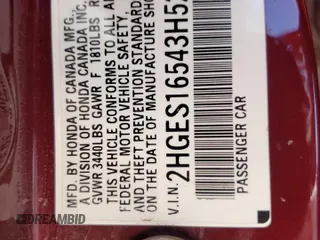 MFD. BY HONDA OF CANADA MFG.,
A DIVISION OF HONDA CANADA INC.
GVWR 3440LBS GAWR F 1810LBS R
THIS VEHICLE CONFORMS TO ALL
FEDERAL MOTOR VEHICLE SAFETY
AND THEFT PREVENTION STANDARD
ON THE DATE OF MANUFACTURE SHO
V.I.N. 2HGES16543H5
PASSENGER CAR
DREAMBID